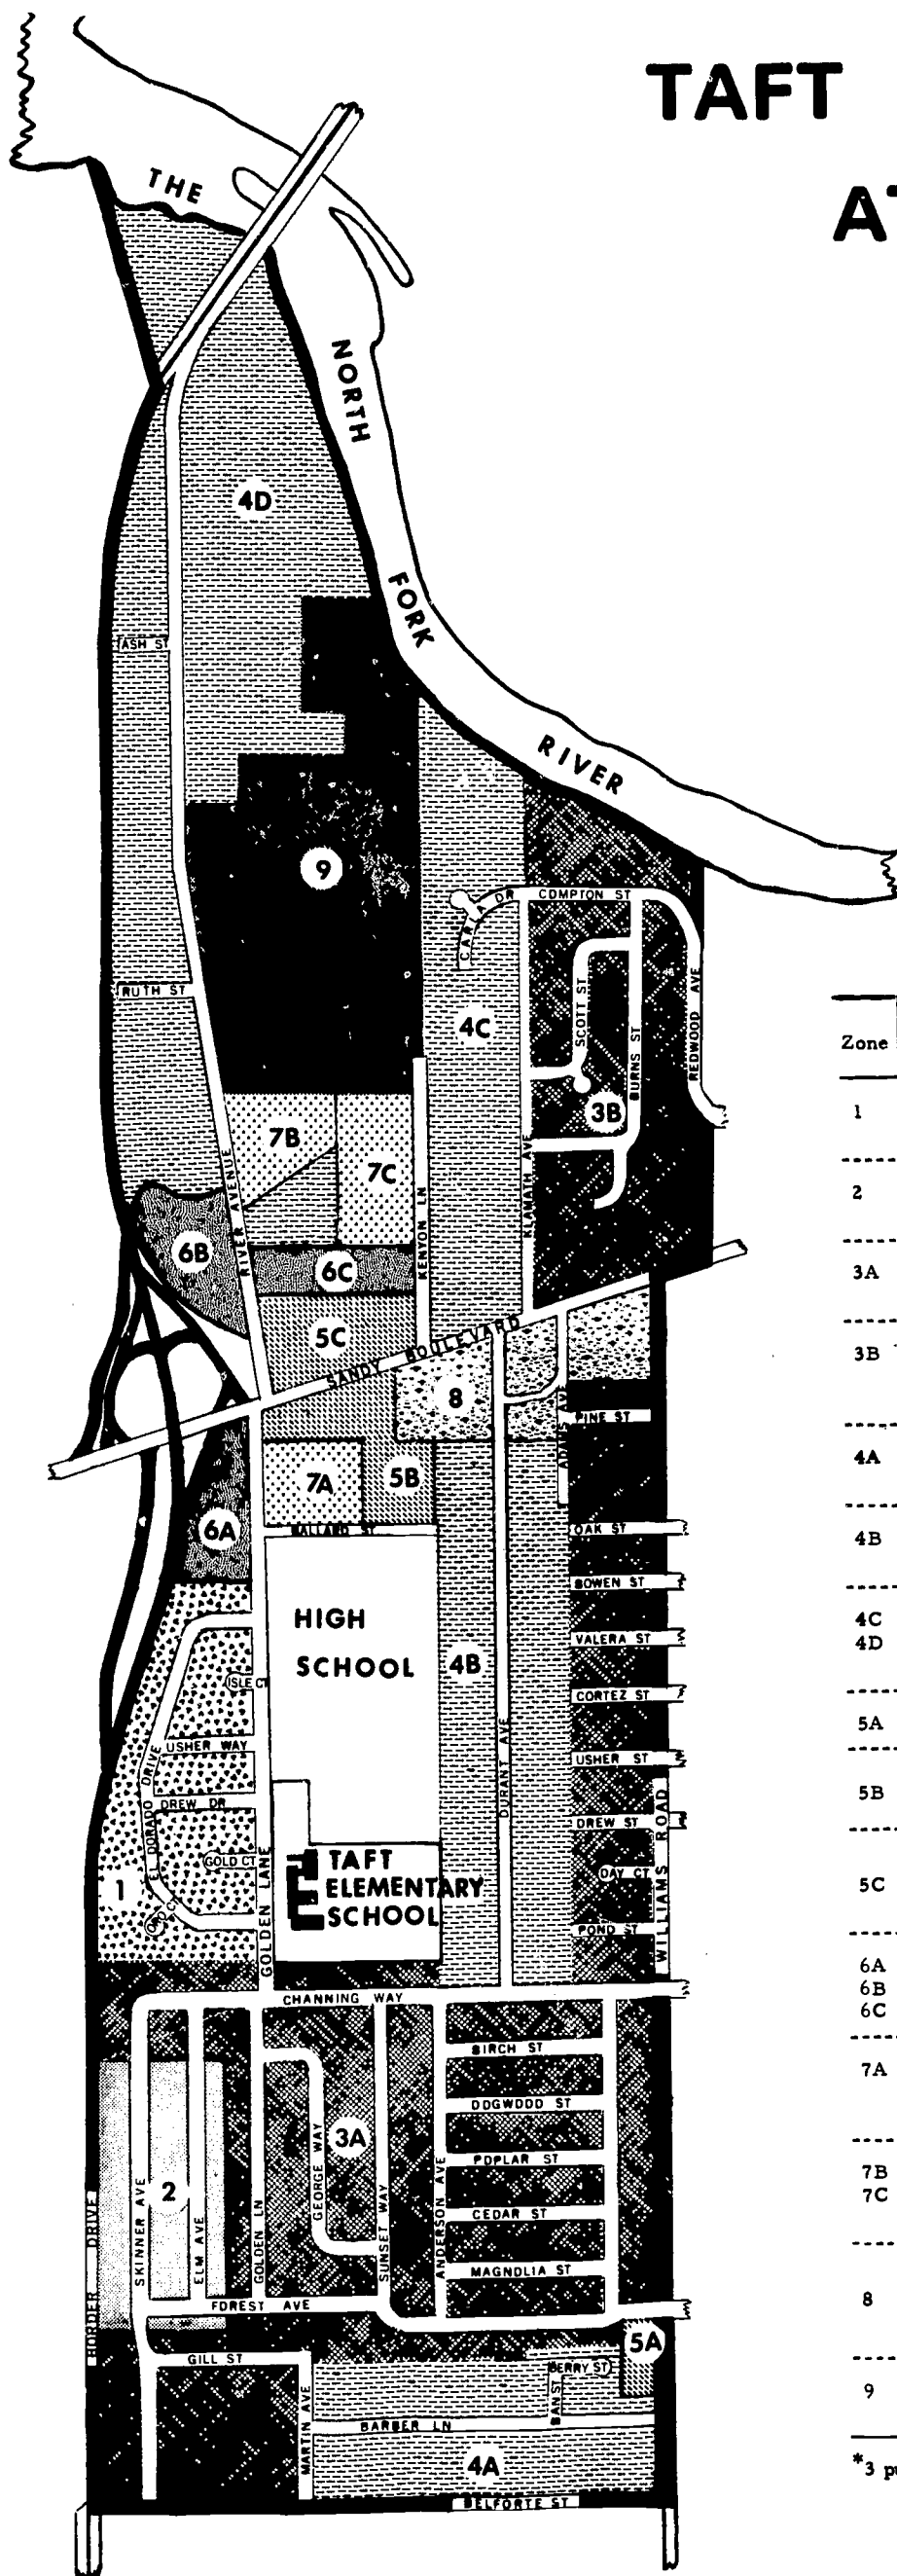 TAFT
AT
THE
NORTH
FORK
RIVER
4D
ASH ST
9
CARLA DR
COMPTON ST
RUTH ST
4C
SCOTT ST
BURNS ST
REDWOOD AVE
3B
KLAMATH AVE
7B
7C
RIVER AVENUE
KENYON LN
6B
6C
5C
SANDY BOULEVARD
8
PINE ST
7A
5B
6A
BALLARD ST
OAK ST
BOWEN ST
HIGH
SCHOOL
4B
VALERA ST
ISLE CT
CORTEZ ST
USHER WAY
USHER ST
DURANT AVE
EL DORADO DRIVE
DREW DR
DREW ST
WILLIAMS ROAD
GOLD CT
DAY CT
1
ORO CT
GOLDEN LANE
TAFT
ELEMENTARY
SCHOOL
POND ST
CHANNING WAY
BIRCH ST
DOGWOOD ST
3A
POPLAR ST
2
SKINNER AVE
ELM AVE
GOLDEN LN
GEORGE WAY
SUNSET WAY
ANDERSON AVE
CEDAR ST
MAGNOLIA ST
BORDER DRIVE
FOREST AVE
5A
GILL ST
BERRY ST
MARTIN AVE
BARBER LN
4A
BELFORTE ST
Zone
1
2
3A
3B
4A
4B
4C
4D
5A
5B
5C
6A
6B
6C
7A
7B
7C
8
9
*3 pu